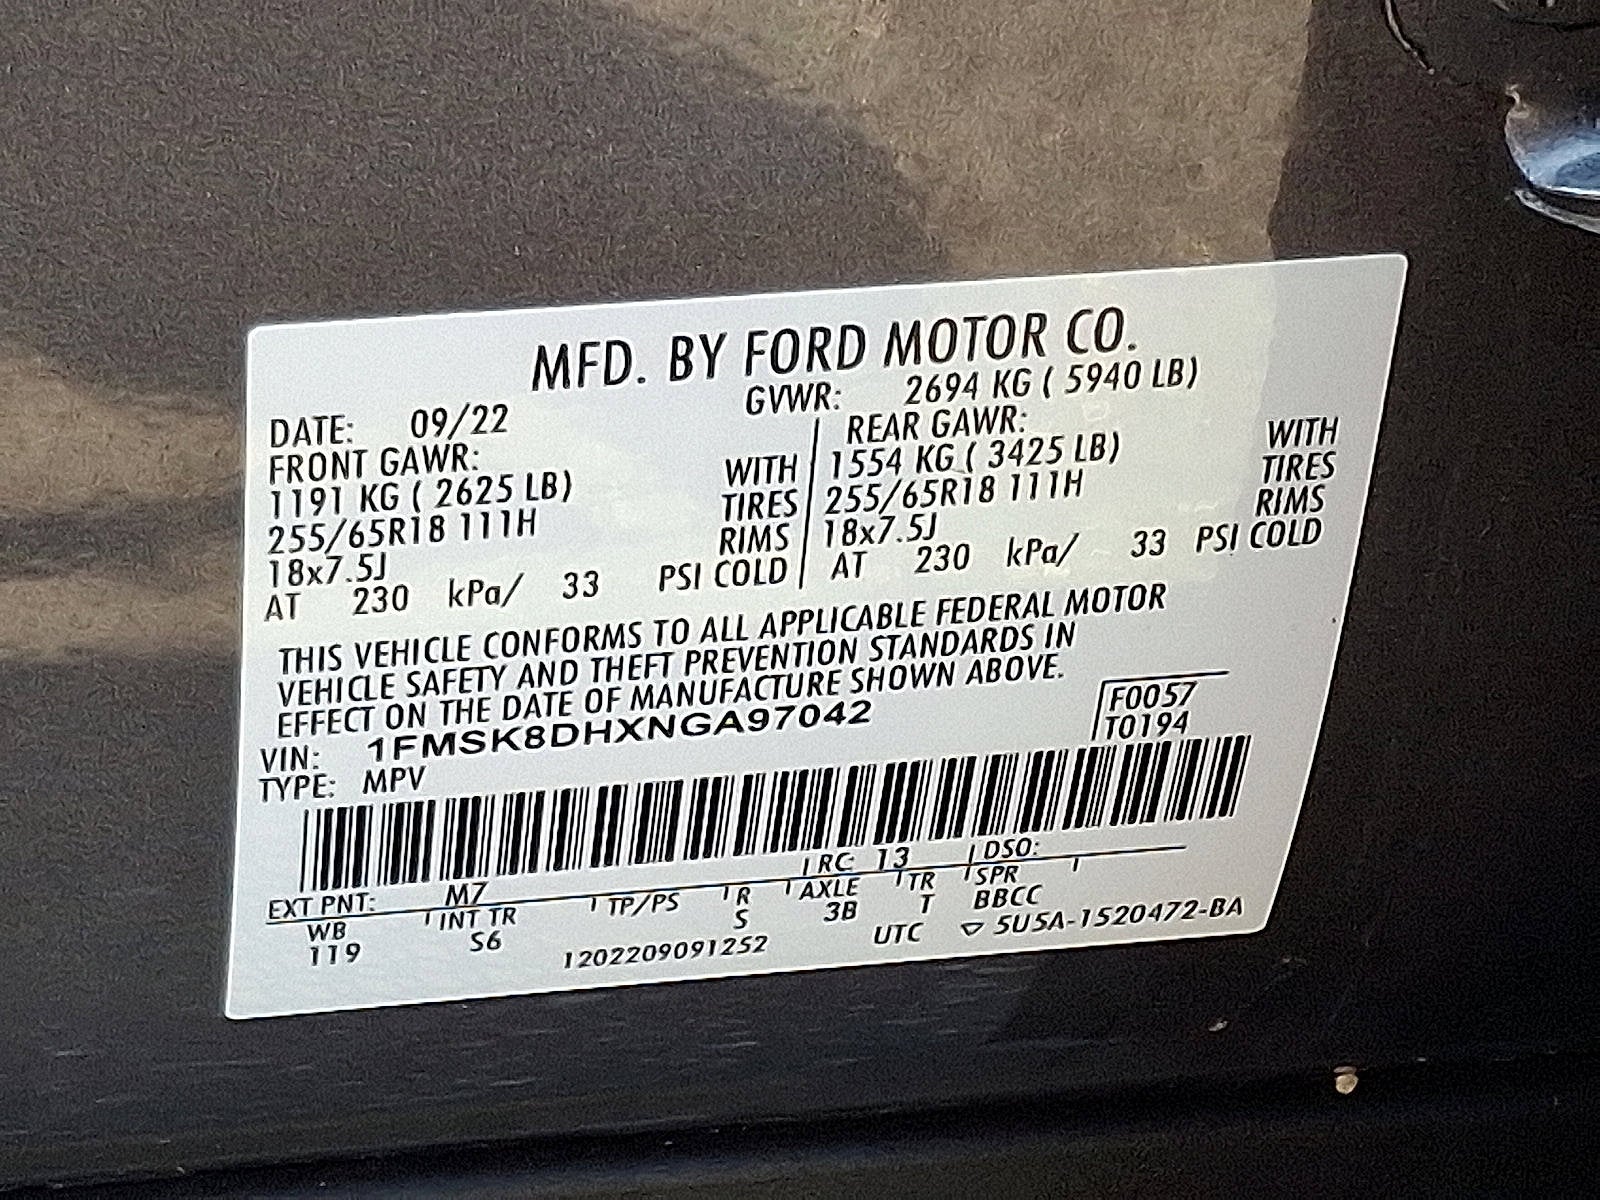 MFD. BY FORD MOTOR CO.
DATE: 09/22 GVWR: 2694 KG ( 5940 LB)
FRONT GAWR: REAR GAWR:
1191 KG ( 2625 LB) WITH 1554 KG ( 3425 LB) WITH
255/65R18 111H TIRES 255/65R18 111H TIRES
18x7.5J RIMS 18x7.5J RIMS
AT 230 kPa/ 33 PSI COLD AT 230 kPa/ 33 PSI COLD
THIS VEHICLE CONFORMS TO ALL APPLICABLE FEDERAL MOTOR
VEHICLE SAFETY AND THEFT PREVENTION STANDARDS IN
EFFECT ON THE DATE OF MANUFACTURE SHOWN ABOVE.
VIN: 1FMSK8DHXNGA97042 F0057
TYPE: MPV T0194
EXT PNT: M7 RC: 13 DSO:
WB INT TR TP/PS R AXLE TR SPR
119 S6 S 3B T BBCC
1202209091252 UTC ▽ 5U5A-1520472-BA